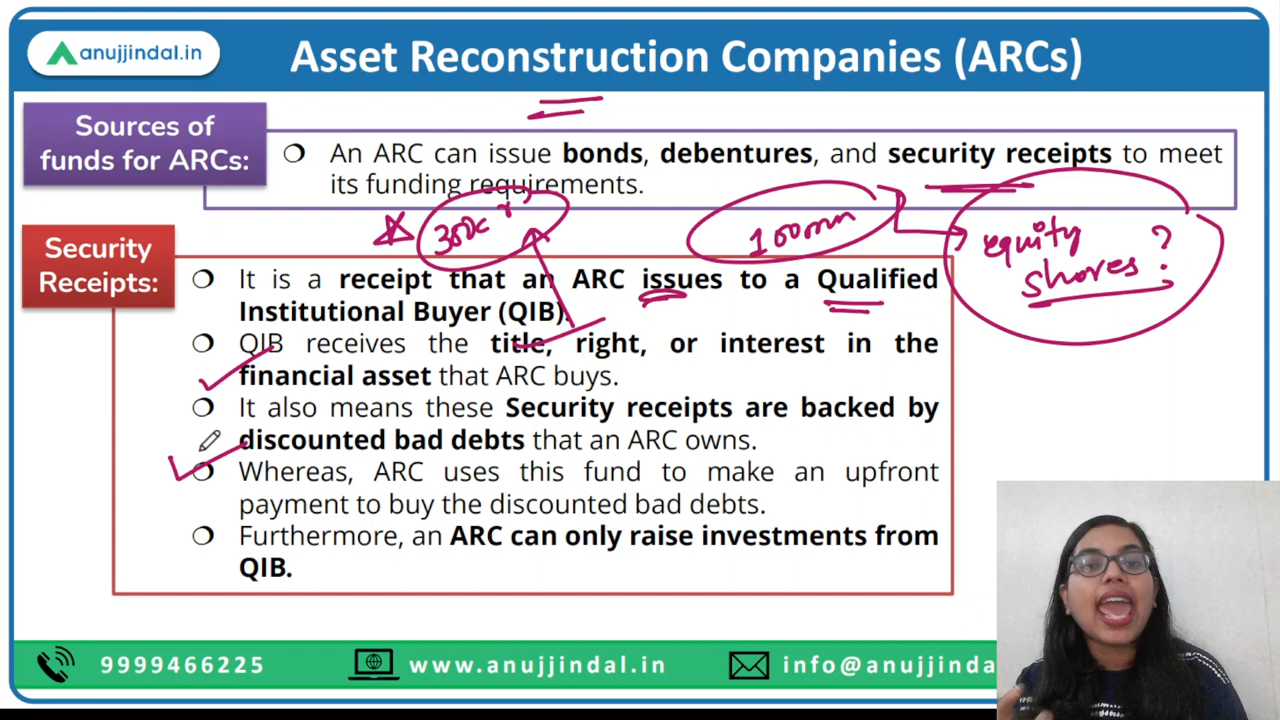 anujjindal.in
Asset Reconstruction Companies (ARCs)
Sources of
funds for ARCs:
❍ An ARC can issue bonds, debentures, and security receipts to meet
its funding requirements.
100mn
equity
shares ?
Security
Receipts:
❍ It is a receipt that an ARC issues to a Qualified
Institutional Buyer (QIB).
❍ QIB receives the title, right, or interest in the
financial asset that ARC buys.
❍ It also means these Security receipts are backed by
discounted bad debts that an ARC owns.
❍ Whereas, ARC uses this fund to make an upfront
payment to buy the discounted bad debts.
❍ Furthermore, an ARC can only raise investments from
QIB.
9999466225
www.anujjindal.in
info@anujjinda